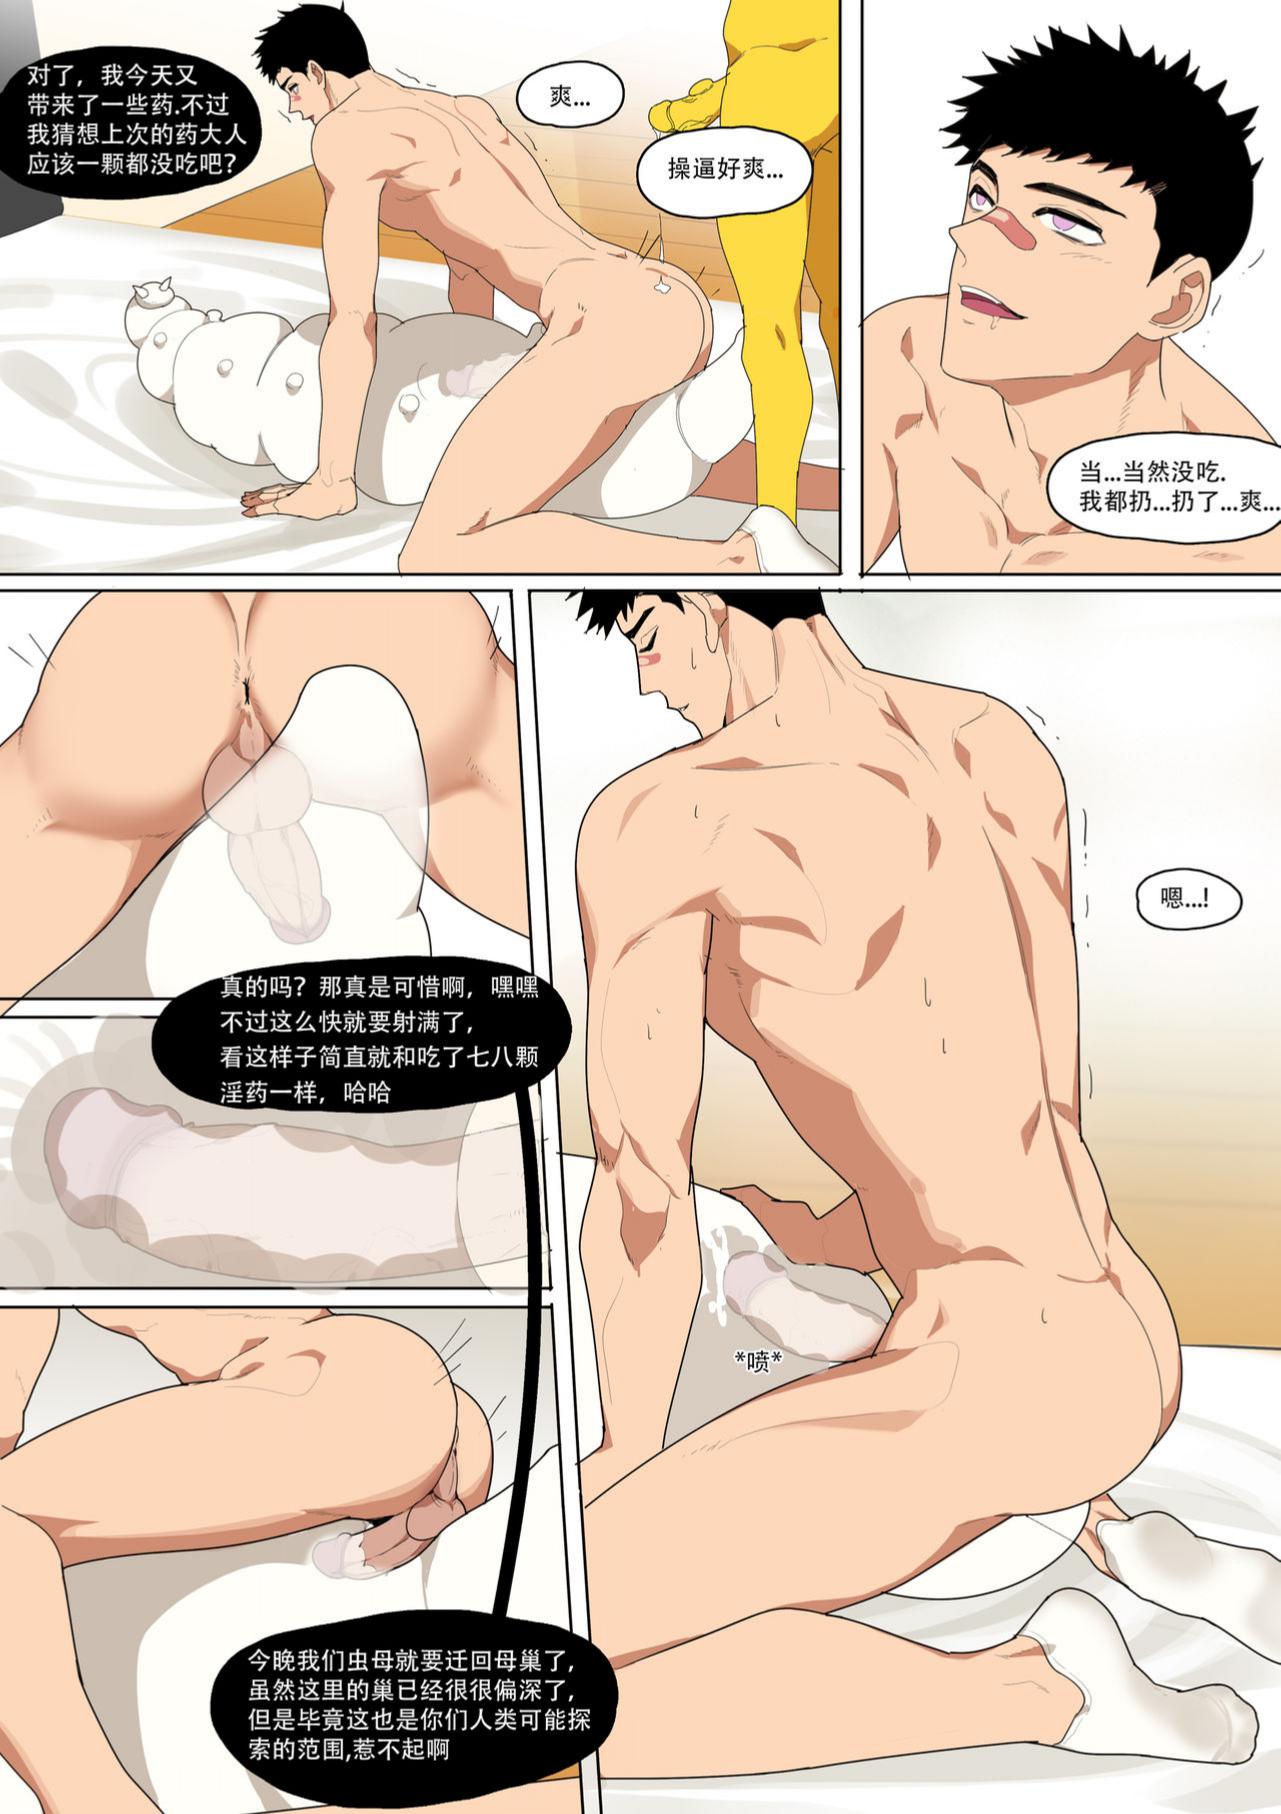 对了，我今天又
带来了一些药.不过
我猜想上次的药大人
应该一颗都没吃吧？
爽...
操逼好爽...
当...当然没吃.
我都扔...扔了...爽...
真的吗？那真是可惜啊，嘿嘿
不过这么快就要射满了，
看这样子简直就和吃了七八颗
淫药一样，哈哈
嗯...!
*喷*
今晚我们虫母就要迁回母巢了,
虽然这里的巢已经很很偏深了,
但是毕竟这也是你们人类可能探
索的范围,惹不起啊